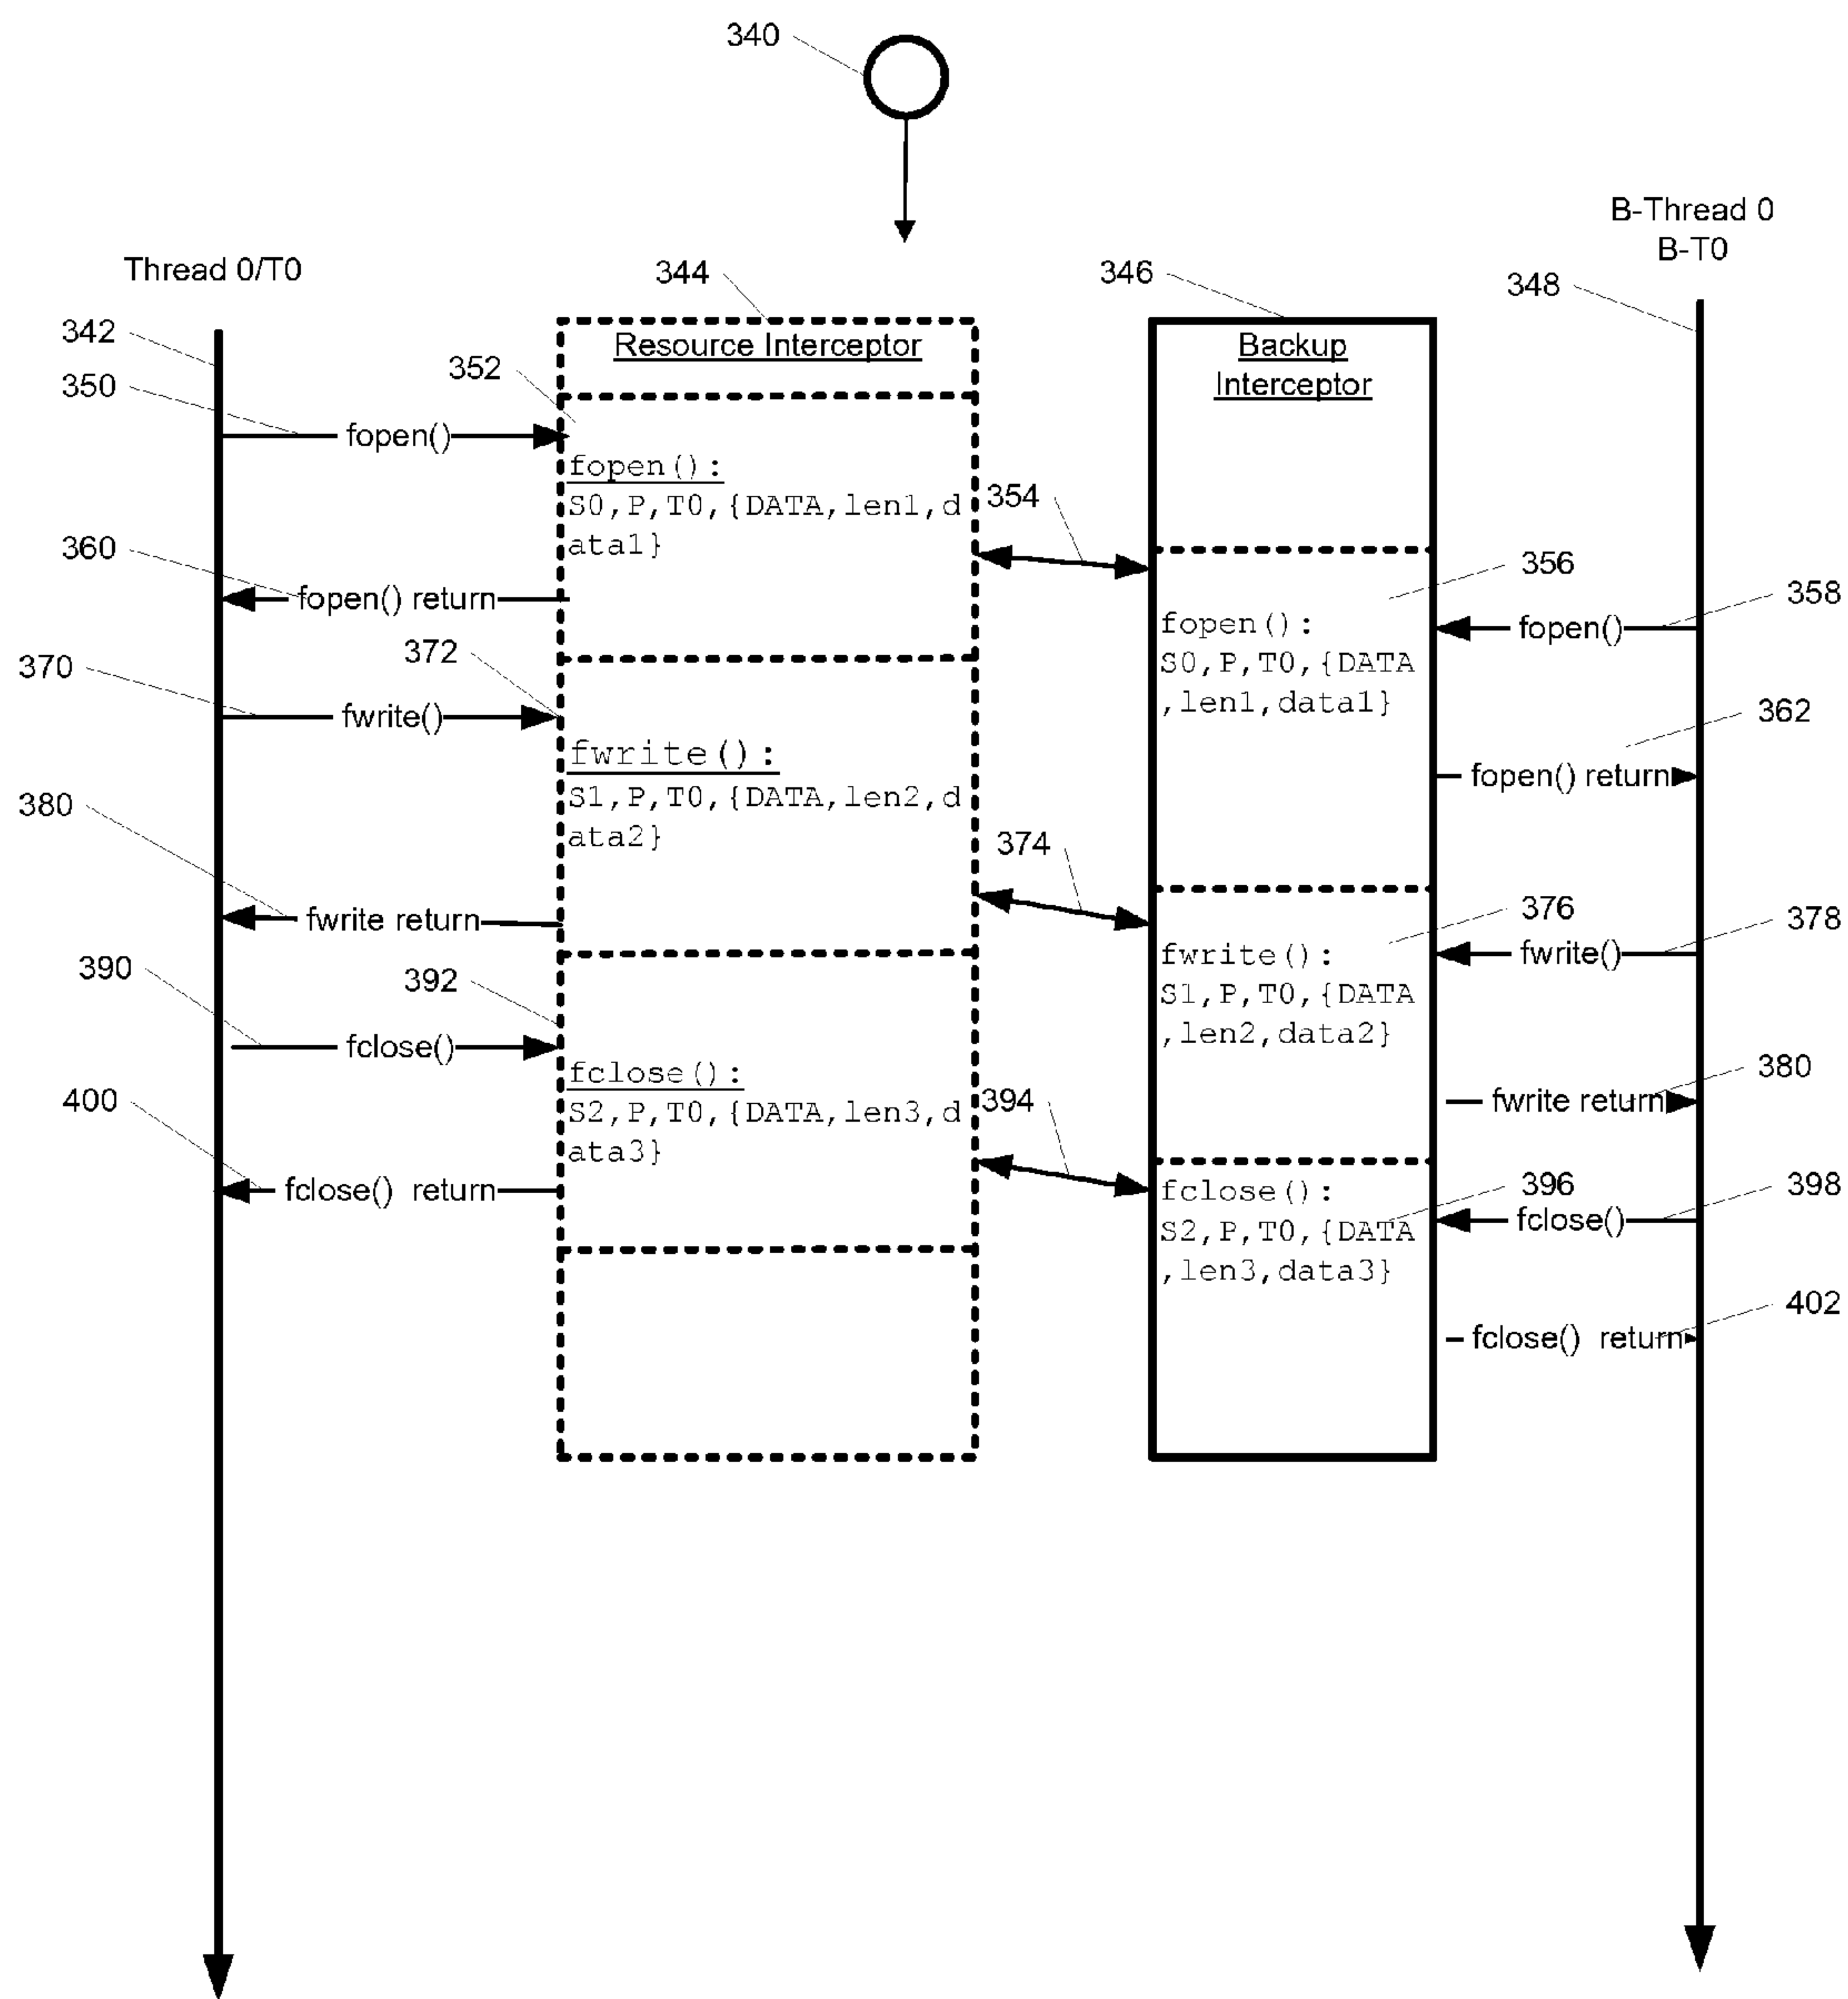 340
B-Thread 0
B-T0
Thread 0/T0
344
346
348
342
Resource Interceptor
Backup
Interceptor
352
350
fopen()
fopen():
S0,P,T0,{DATA,len1,d
ata1}
354
360
fopen() return
356
358
fopen()
fopen():
S0,P,T0,{DATA
,len1,data1}
372
370
fwrite()
362
fopen() return
fwrite():
S1,P,T0,{DATA,len2,d
ata2}
380
374
fwrite return
376
378
fwrite()
fwrite():
S1,P,T0,{DATA
,len2,data2}
390
392
fclose()
fclose():
S2,P,T0,{DATA,len3,d
ata3}
380
fwrite return
400
394
fclose() return
396
398
fclose()
fclose():
S2,P,T0,{DATA
,len3,data3}
402
fclose() return